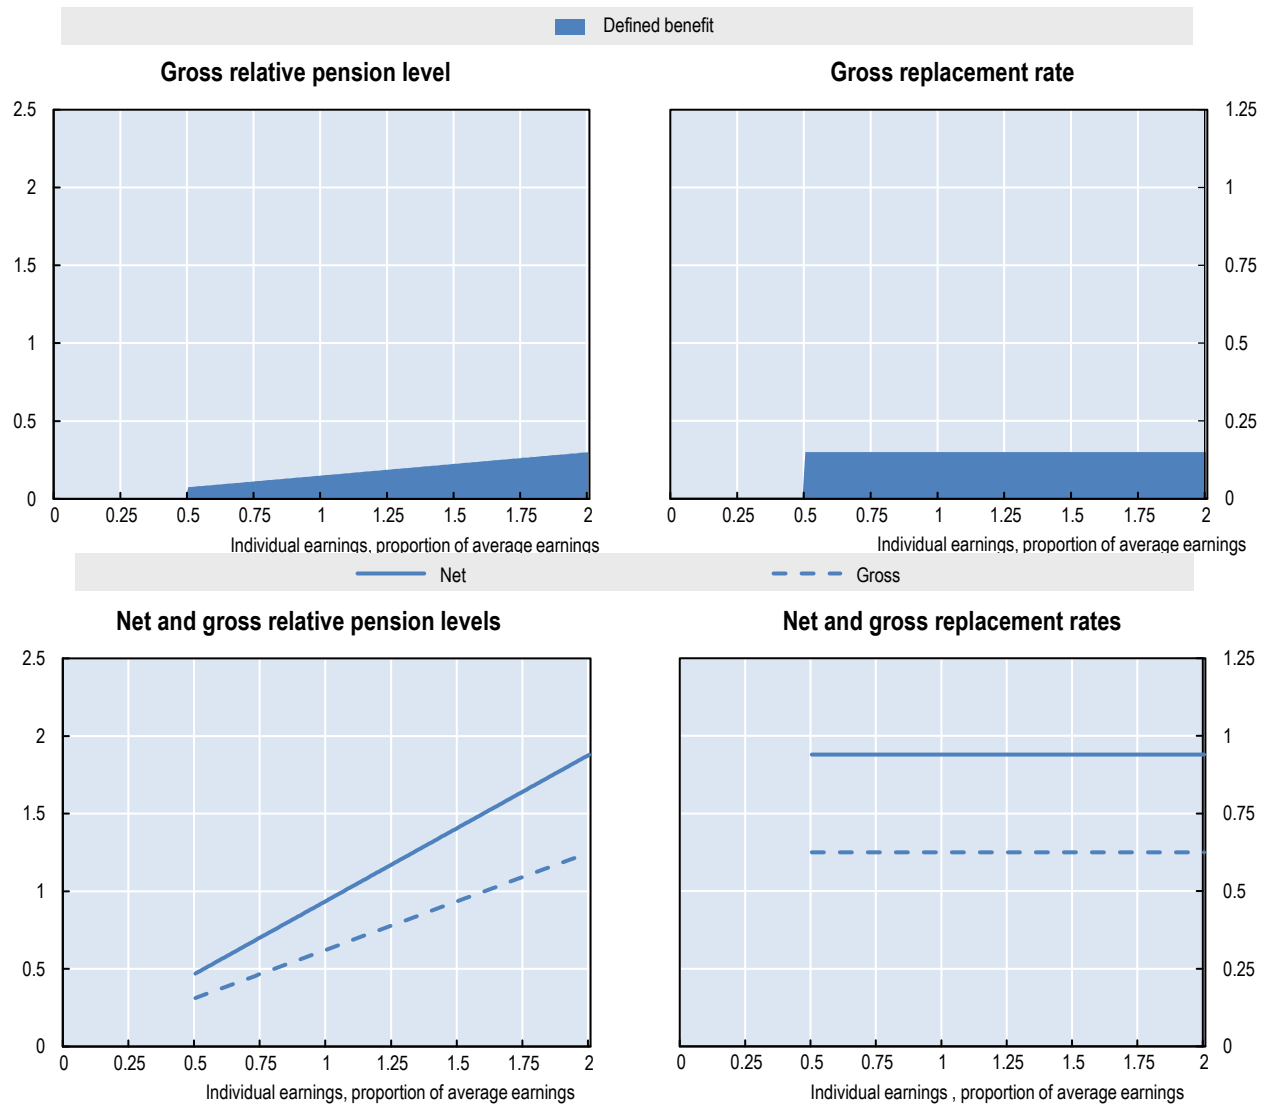 Defined benefit
Gross relative pension level
Gross replacement rate
2.5
2
1.5
1
0.5
0
0 0.25 0.5 0.75 1 1.25 1.5 1.75 2
Individual earnings, proportion of average earnings
1.25
1
0.75
0.5
0.25
0
0 0.25 0.5 0.75 1 1.25 1.5 1.75 2
Individual earnings, proportion of average earnings
Net Gross
Net and gross relative pension levels
Net and gross replacement rates
2.5
2
1.5
1
0.5
0
0 0.25 0.5 0.75 1 1.25 1.5 1.75 2
Individual earnings, proportion of average earnings
1.25
1
0.75
0.5
0.25
0
0 0.25 0.5 0.75 1 1.25 1.5 1.75 2
Individual earnings , proportion of average earnings